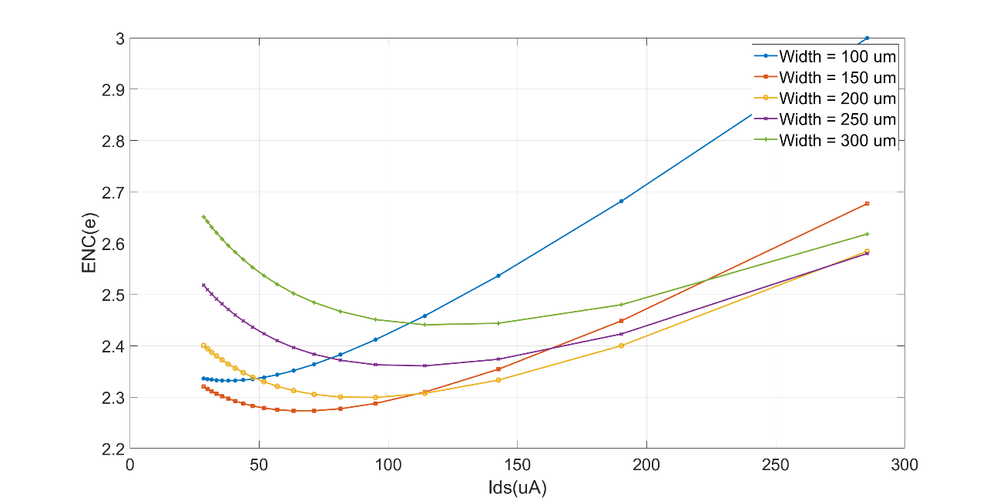 3
2.9
2.8
2.7
2.6
2.5
2.4
2.3
2.2
ENC(e)
Width = 100 um
Width = 150 um
Width = 200 um
Width = 250 um
Width = 300 um
0 50 100 150 200 250 300
Ids(uA)